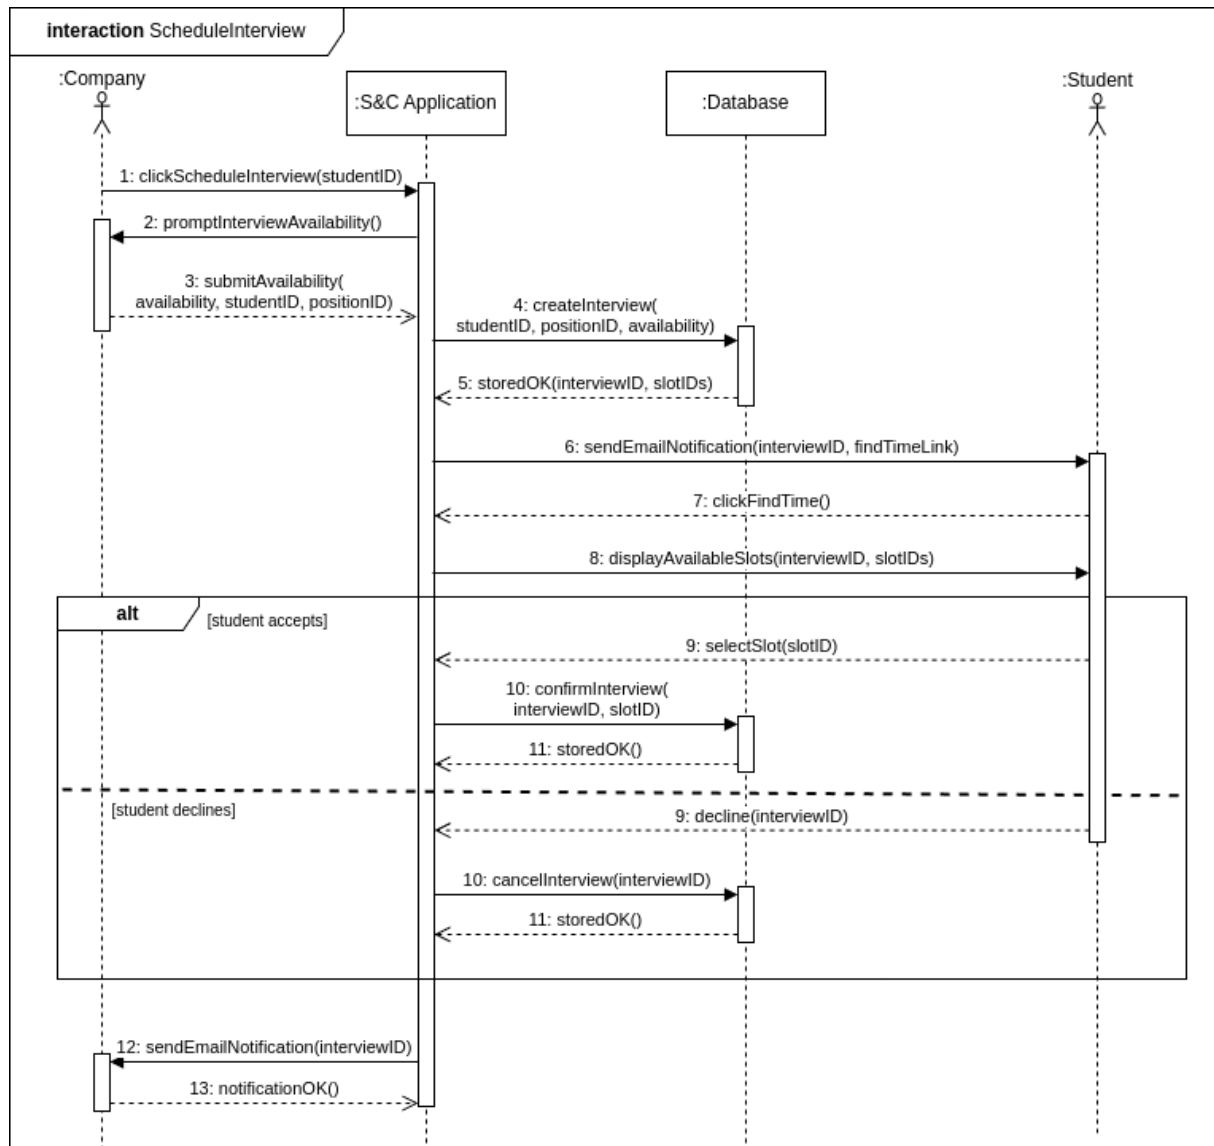 interaction ScheduleInterview
:Company
:S&C Application
:Database
:Student
1: clickScheduleInterview(studentID)
2: promptInterviewAvailability()
3: submitAvailability(
availability, studentID, positionID)
4: createInterview(
studentID, positionID, availability)
5: storedOK(interviewID, slotIDs)
6: sendEmailNotification(interviewID, findTimeLink)
7: clickFindTime()
8: displayAvailableSlots(interviewID, slotIDs)
alt
[student accepts]
9: selectSlot(slotID)
10: confirmInterview(
interviewID, slotID)
11: storedOK()
[student declines]
9: decline(interviewID)
10: cancelInterview(interviewID)
11: storedOK()
12: sendEmailNotification(interviewID)
13: notificationOK()